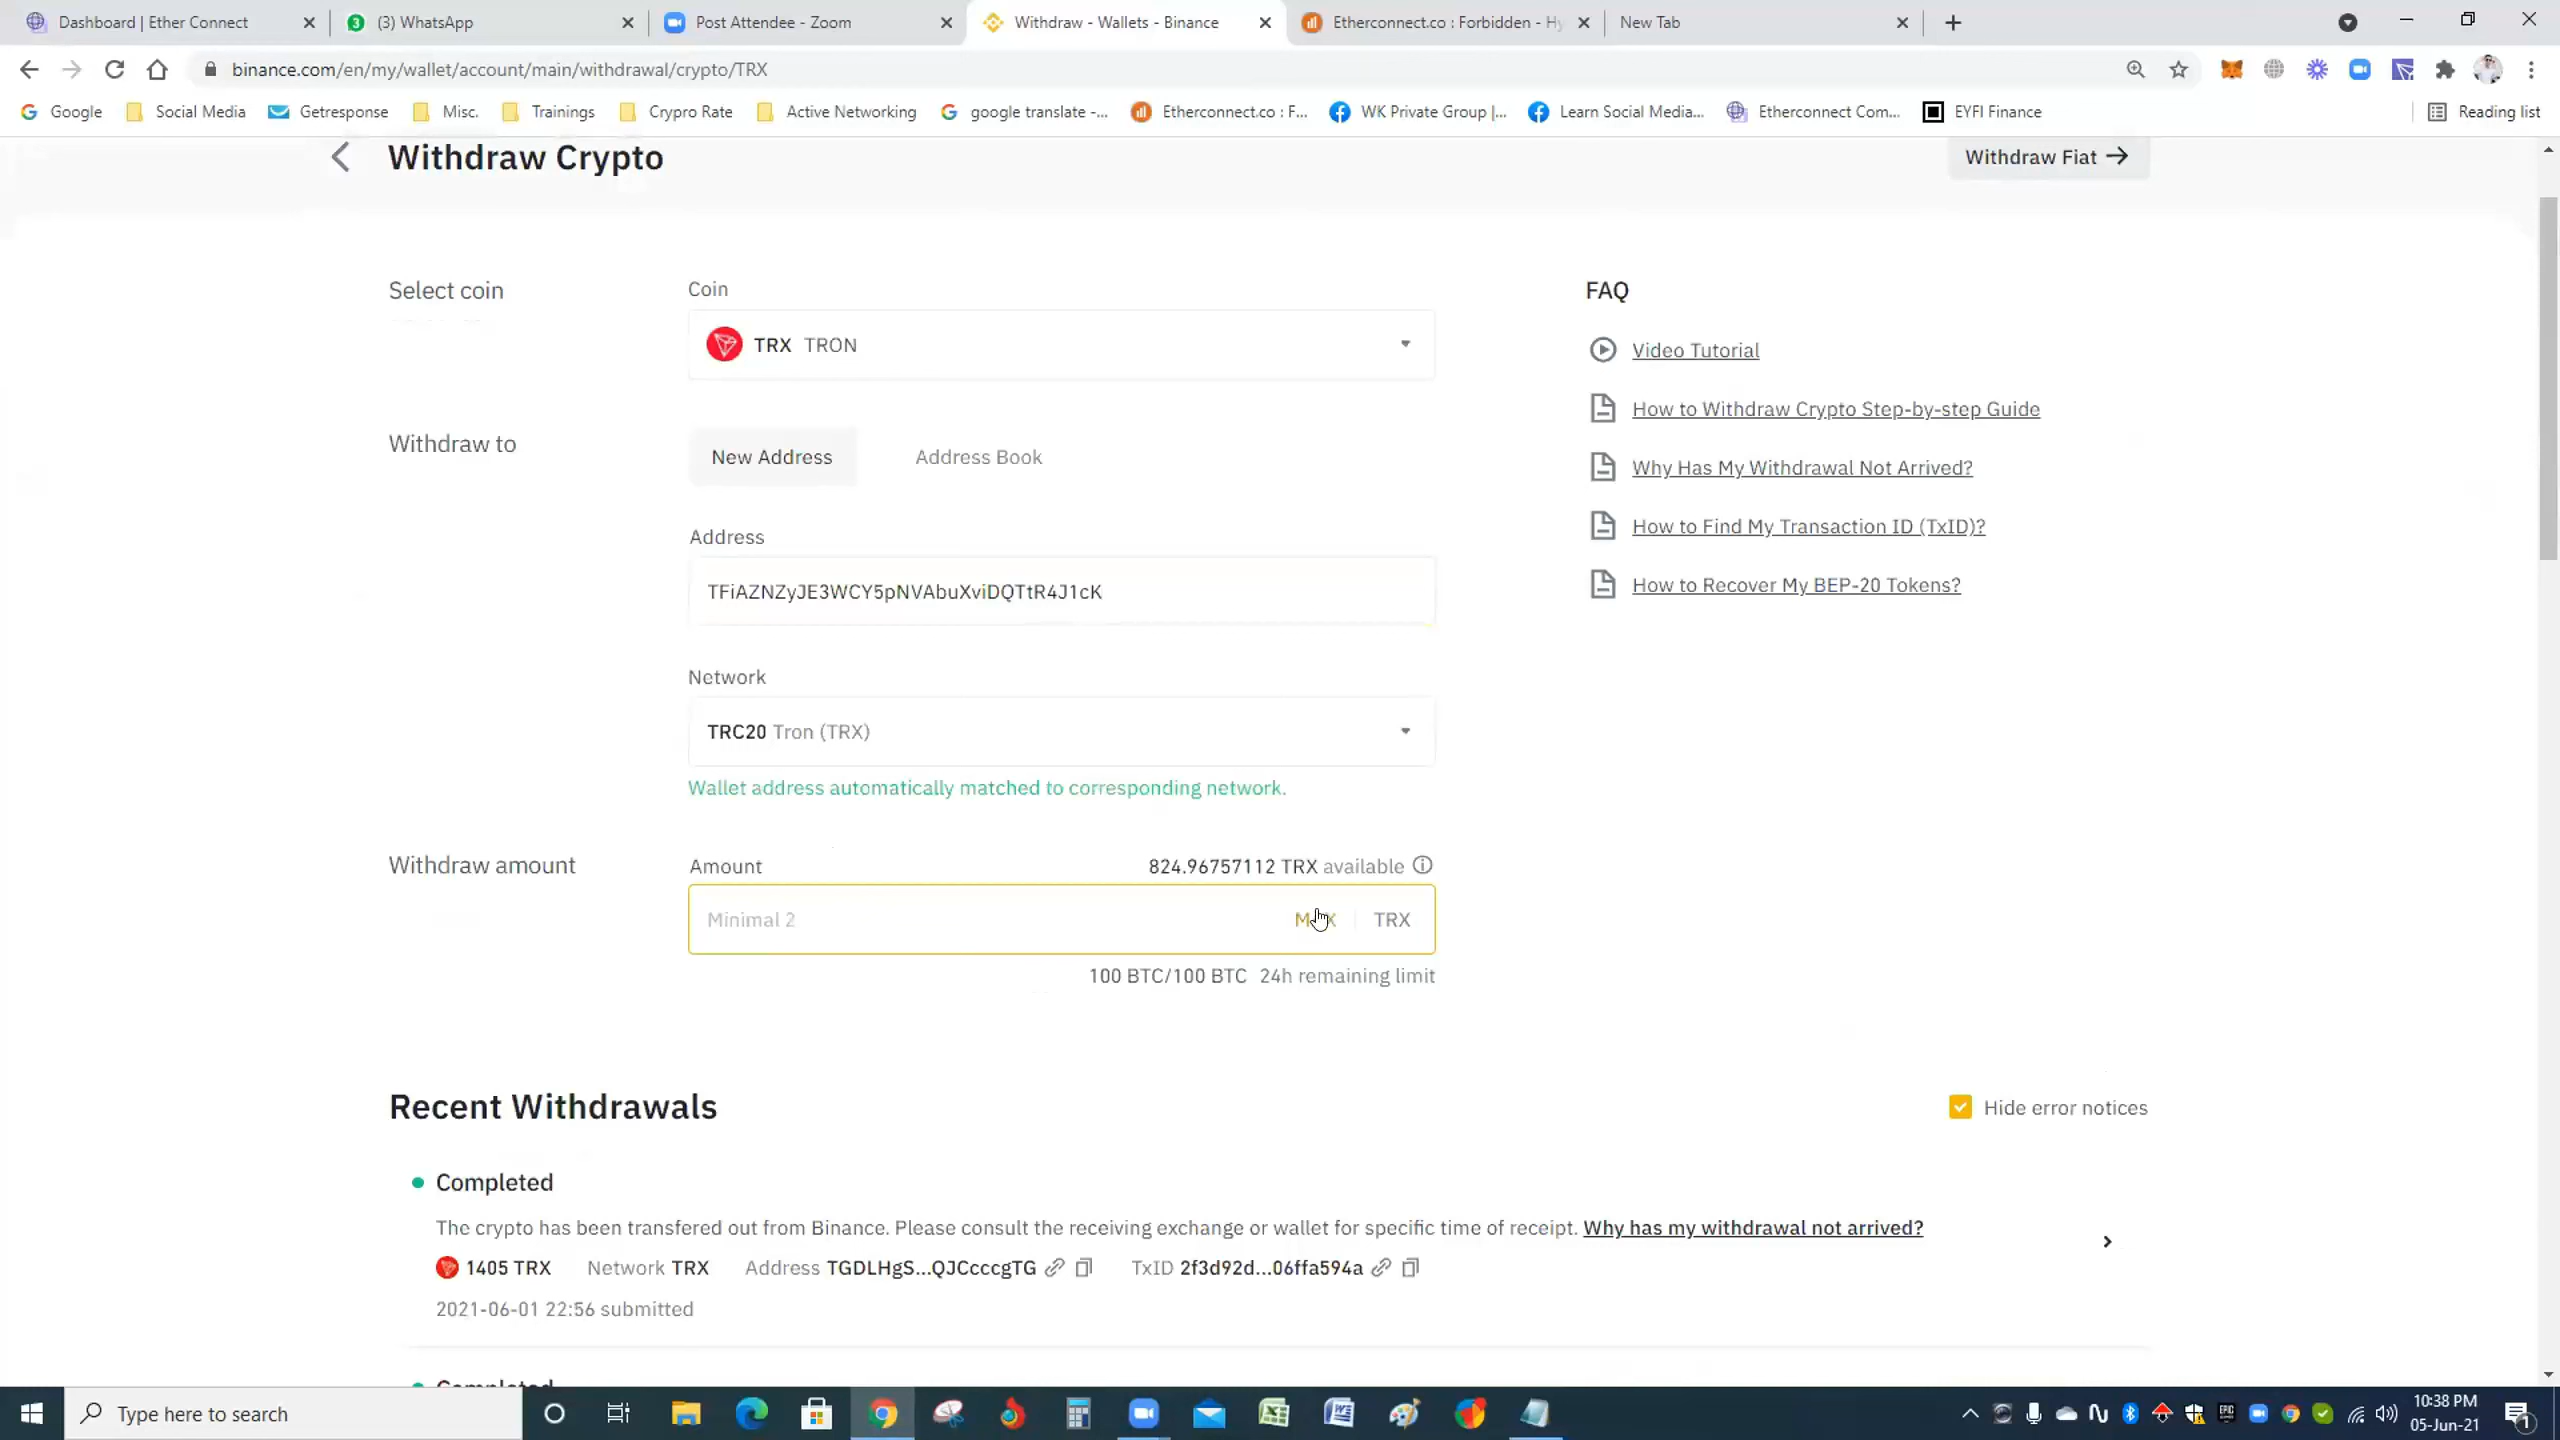 Dashboard | Ether Connect
(3) WhatsApp
Post Attendee - Zoom
Withdraw - Wallets - Binance
Etherconnect.co : Forbidden - Hy
New Tab
binance.com/en/my/wallet/account/main/withdrawal/crypto/TRX
Google
Social Media
Getresponse
Misc.
Trainings
Crypro Rate
Active Networking
google translate -...
Etherconnect.co : F...
WK Private Group |...
Learn Social Media...
Etherconnect Com...
EYFI Finance
Reading list
Withdraw Crypto
Withdraw Fiat
Select coin
Coin
TRX TRON
Withdraw to
New Address
Address Book
Address
TFiAZNZyJE3WCY5pNVAbuXviDQTtR4J1cK
Network
TRC20 Tron (TRX)
Wallet address automatically matched to corresponding network.
Withdraw amount
Amount
824.96757112 TRX available
Minimal 2
MAX
TRX
100 BTC/100 BTC 24h remaining limit
FAQ
Video Tutorial
How to Withdraw Crypto Step-by-step Guide
Why Has My Withdrawal Not Arrived?
How to Find My Transaction ID (TxID)?
How to Recover My BEP-20 Tokens?
Recent Withdrawals
Hide error notices
Completed
The crypto has been transfered out from Binance. Please consult the receiving exchange or wallet for specific time of receipt. Why has my withdrawal not arrived?
1405 TRX Network TRX Address TGDLHgS...QJCcccgTG TxID 2f3d92d...06ffa594a
2021-06-01 22:56 submitted
Completed
Type here to search
10:38 PM
05-Jun-21